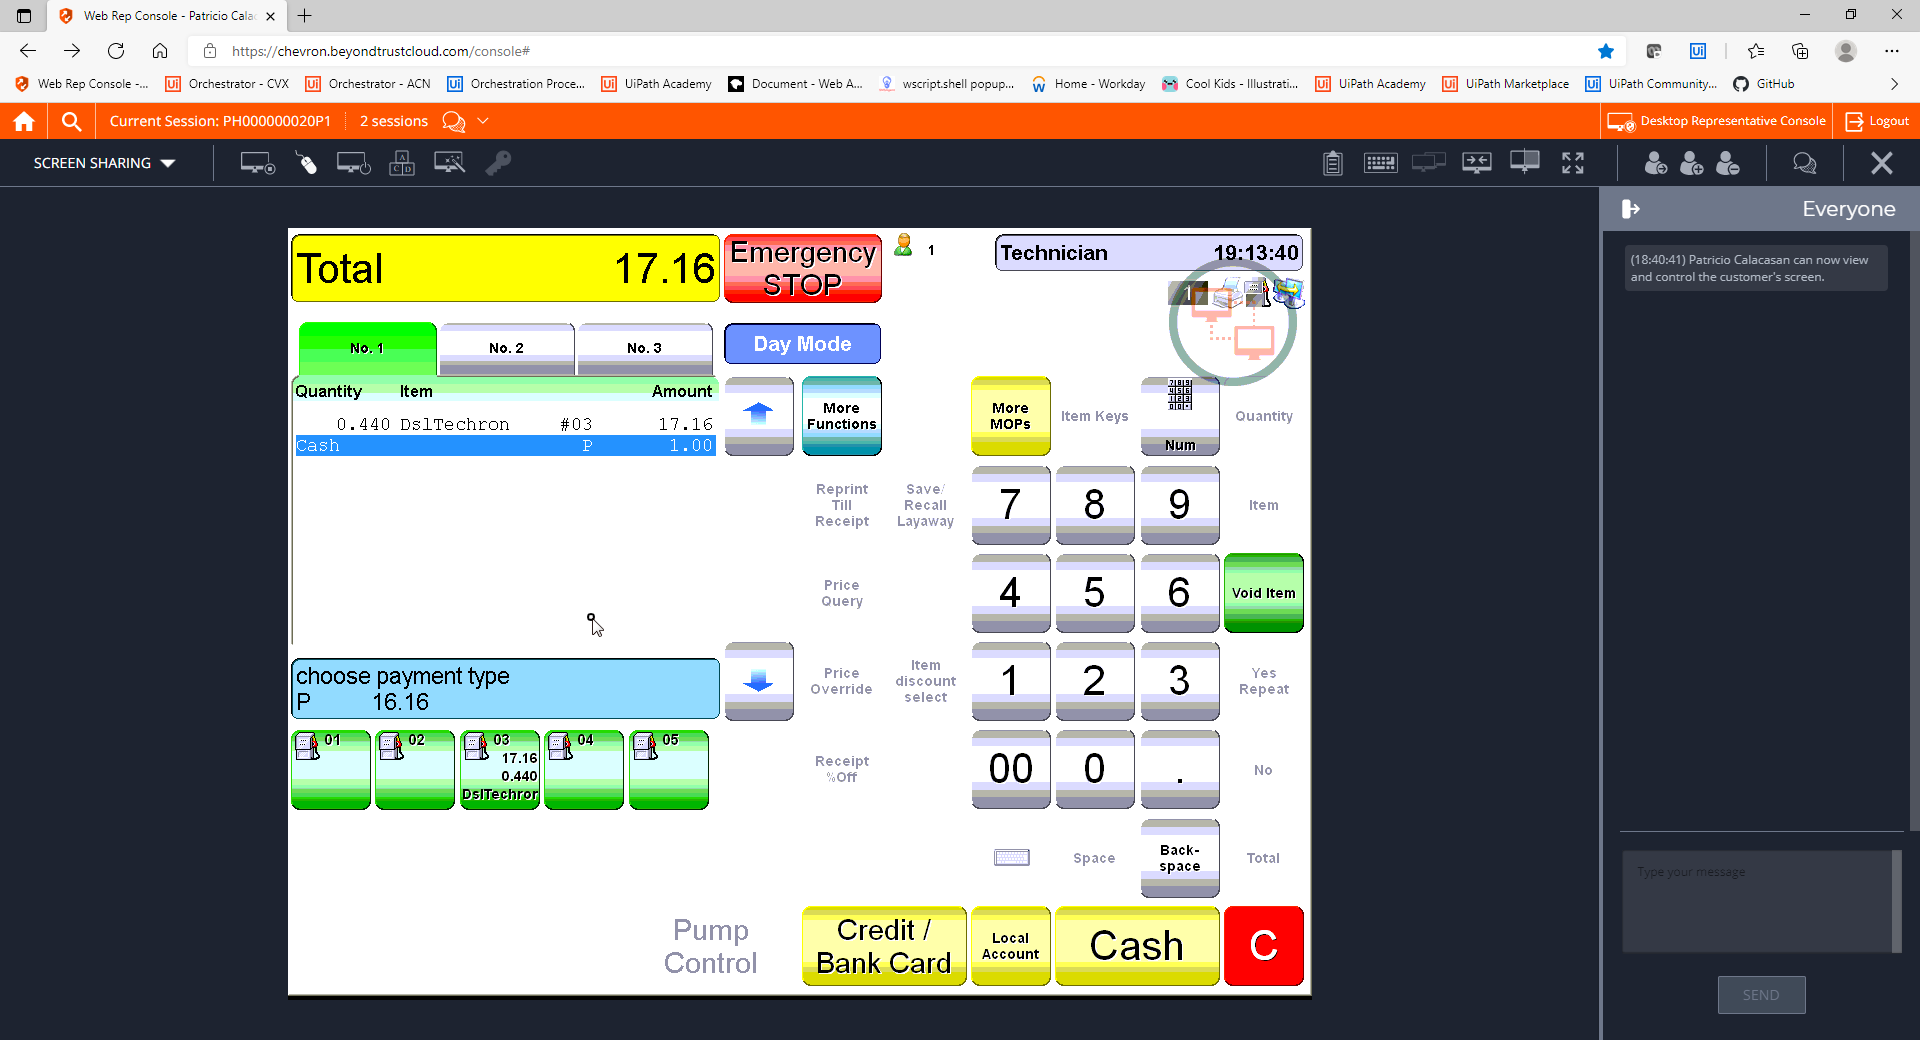 Web Rep Console - Patricio Cala
https://chevron.beyondtrustcloud.com/console#
Web Rep Console -...
Orchestrator - CVX
Orchestrator - ACN
Orchestration Proce...
UiPath Academy
Document - Web A...
wscript.shell popup...
Home - Workday
Cool Kids - Illustrati...
UiPath Academy
UiPath Marketplace
UiPath Community...
GitHub
Current Session: PH000000020P1
2 sessions
Desktop Representative Console
Logout
SCREEN SHARING
Everyone
(18:40:41) Patricio Calacasan can now view
and control the customer's screen.
Total 17.16
Emergency
STOP
1
Technician 19:13:40
1
No. 1
No. 2
No. 3
Day Mode
Quantity Item Amount
0.440 DslTechron #03 17.16
Cash P 1.00
More
Functions
More
MOPs
Item Keys
Num
Quantity
Reprint
Till
Receipt
Save/
Recall
Layaway
7
8
9
Item
Price
Query
4
5
6
Void Item
choose payment type
P 16.16
Price
Override
Item
discount
select
1
2
3
Yes
Repeat
01
02
03
17.16
0.440
DslTechron
04
05
Receipt
%Off
00
0
.
No
Space
Back-
space
Total
Pump
Control
Credit /
Bank Card
Local
Account
Cash
C
Type your message
SEND